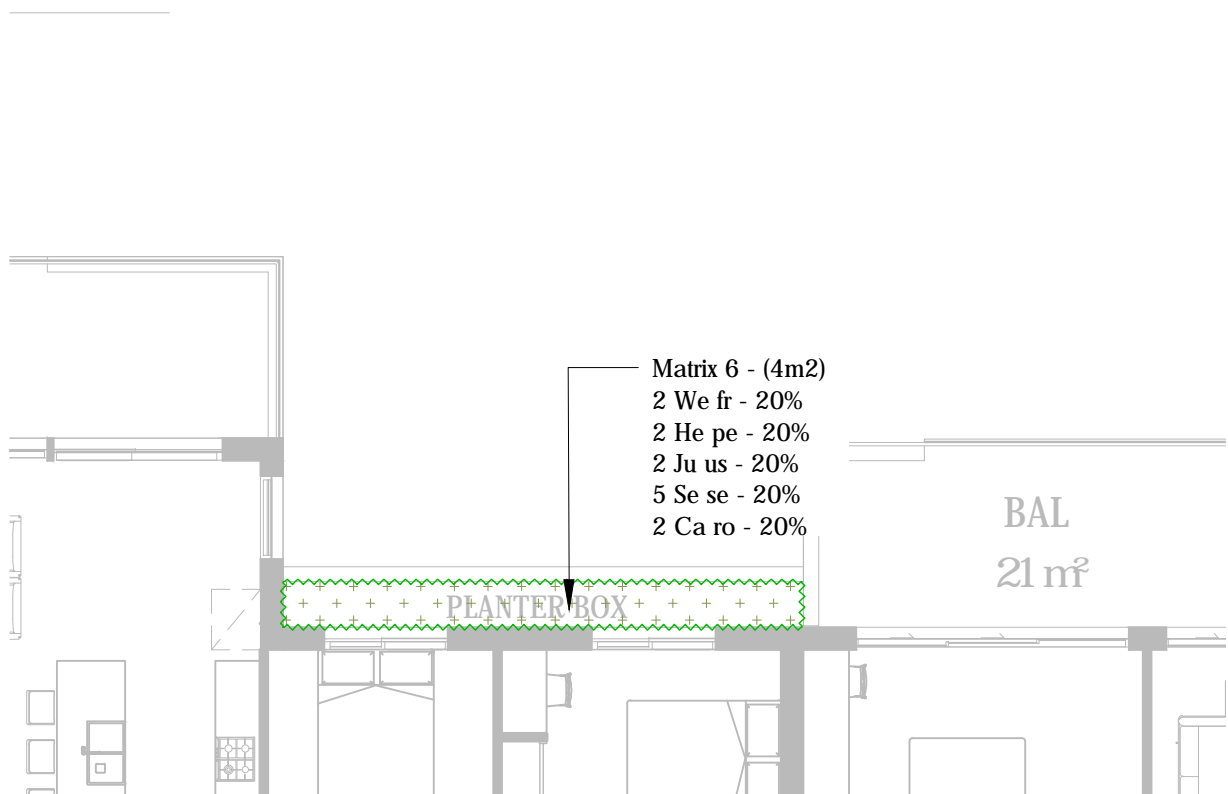 Matrix 6 - (4m2)
2 We fr - 20%
2 He pe - 20%
2 Ju us - 20%
5 Se se - 20%
2 Ca ro - 20%
BAL
21 m²
PLANTER BOX